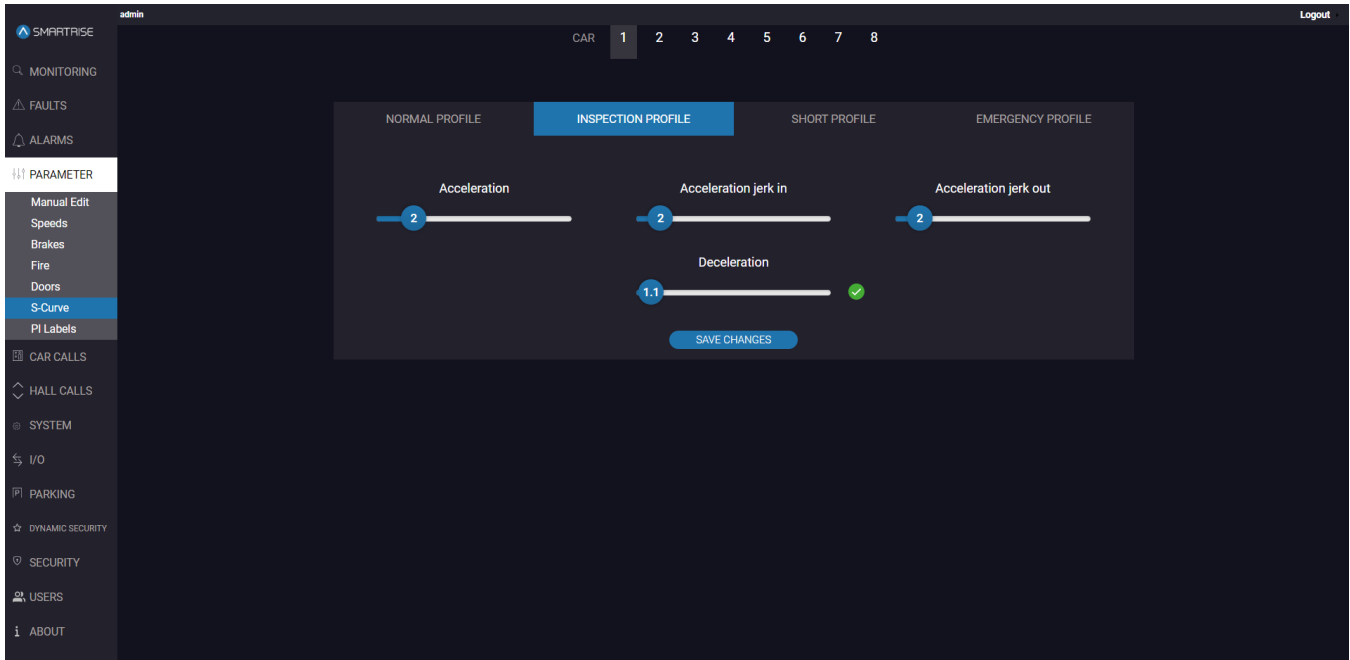 admin
Logout
SMARTRISE
CAR 1 2 3 4 5 6 7 8
MONITORING
FAULTS
ALARMS
PARAMETER
Manual Edit
Speeds
Brakes
Fire
Doors
S-Curve
PI Labels
CAR CALLS
HALL CALLS
SYSTEM
I/O
PARKING
DYNAMIC SECURITY
SECURITY
USERS
ABOUT
NORMAL PROFILE
INSPECTION PROFILE
SHORT PROFILE
EMERGENCY PROFILE
Acceleration
2
Acceleration jerk in
2
Acceleration jerk out
2
Deceleration
1.1
SAVE CHANGES